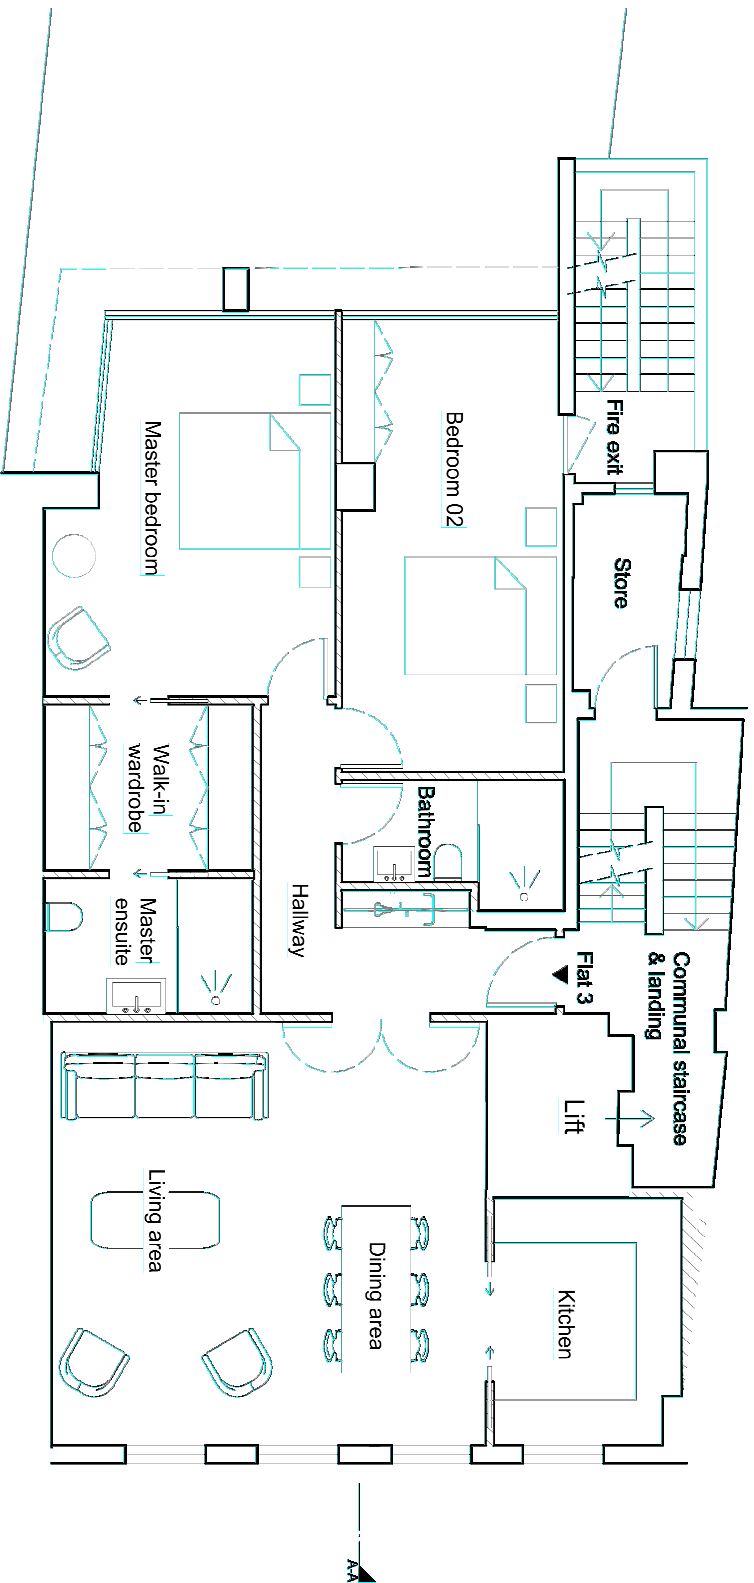 Fire exit
Store
Bedroom 02
Master bedroom
Communal staircase
& landing
Flat 3
Bathroom
Hallway
Walk-in
wardrobe
Master
ensuite
Lift
Kitchen
Dining area
Living area
A-A